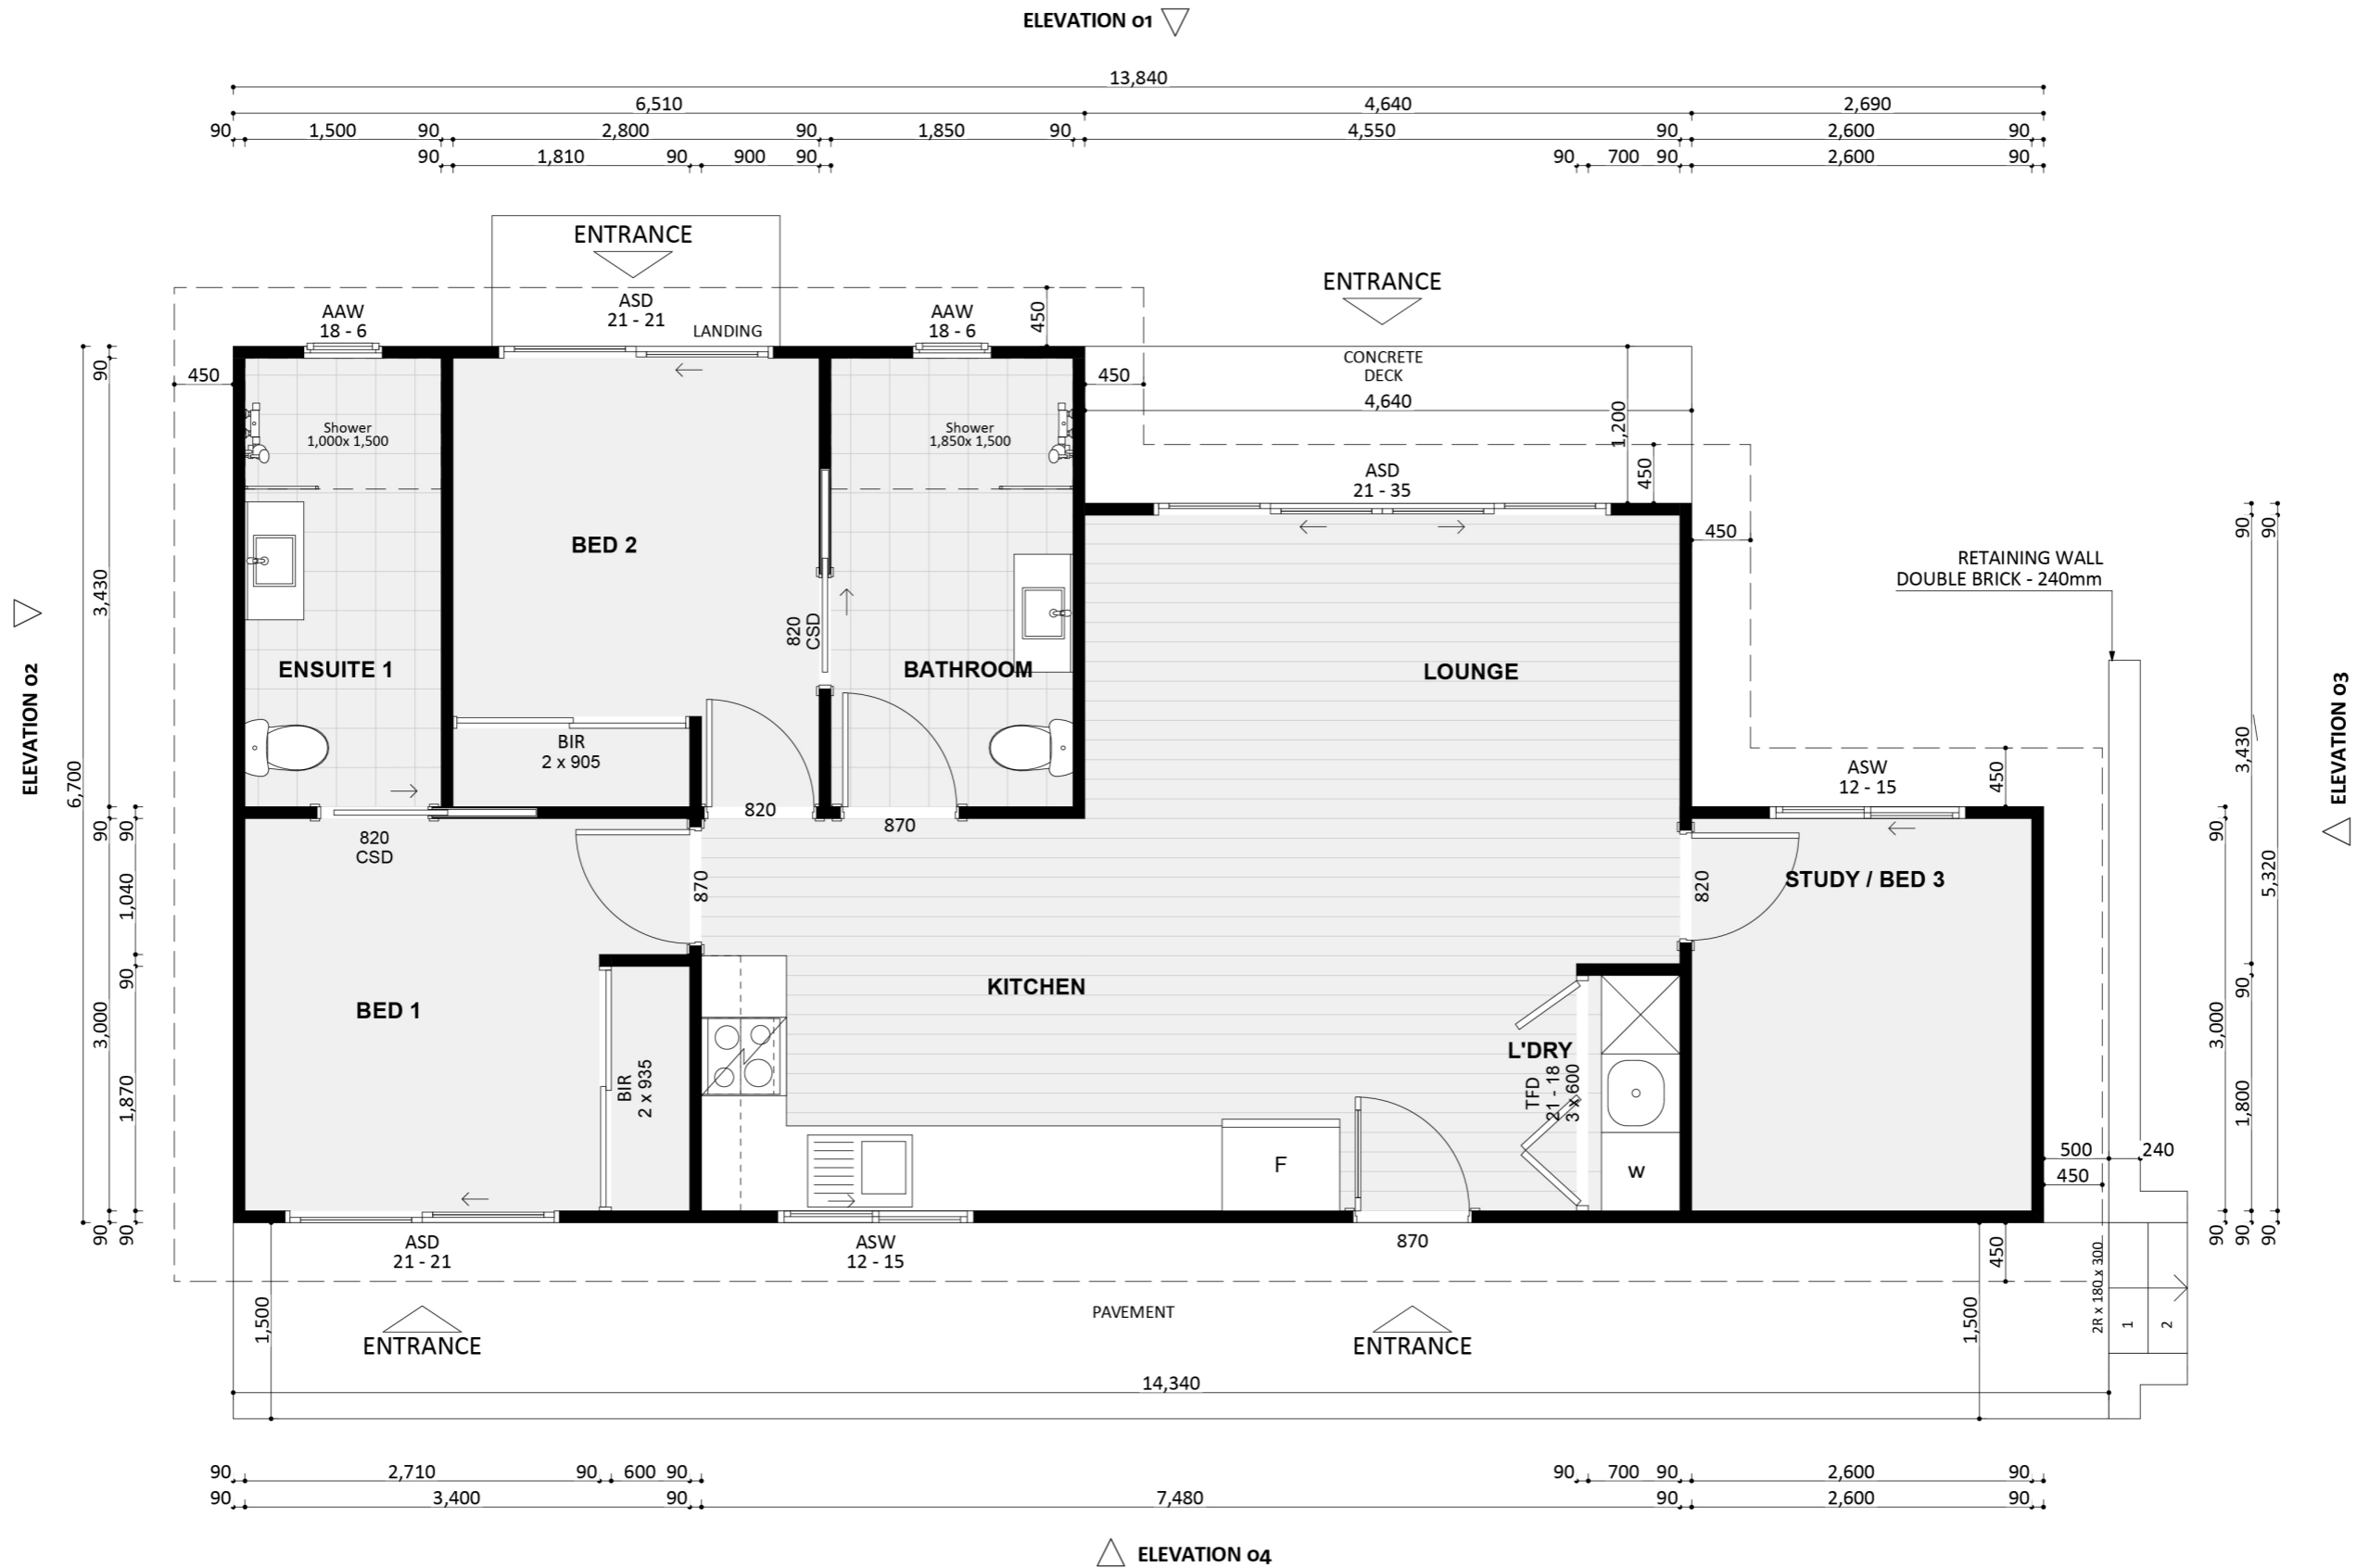 ELEVATION 01
13,840
6,510 4,640 2,690
90 1,500 90 2,800 90 1,850 90 4,550 90 2,600 90
90 1,810 90 900 90 90 700 90 2,600 90
ENTRANCE
ENTRANCE
AAW
18 - 6
ASD
21 - 21
LANDING
AAW
18 - 6
450
450
450
CONCRETE
DECK
4,640
1,200
450
450
ASD
21 - 35
Shower
1,000x 1,500
Shower
1,850x 1,500
BED 2
820
CSD
ENSUITE 1
BATHROOM
LOUNGE
RETAINING WALL
DOUBLE BRICK - 240mm
BIR
2 x 905
ASW
12 - 15
450
820
870
820
CSD
870
820
STUDY / BED 3
BED 1
KITCHEN
BIR
2 x 935
L'DRY
TFD
21 - 18
3 x 600
F
W
500 240
450
ASD
21 - 21
ASW
12 - 15
870
450
2R x 180 x 300
1
2
1,500
ENTRANCE
PAVEMENT
ENTRANCE
1,500
14,340
90 2,710 90 600 90 90 700 90 2,600 90
90 3,400 90 7,480 90 2,600 90
ELEVATION 04
ELEVATION 02
6,700
90 3,000 90 3,430 90
90 1,870 90 1,040 90
ELEVATION 03
90 3,000 90
90 1,800 90 3,430 90
90 5,320 90